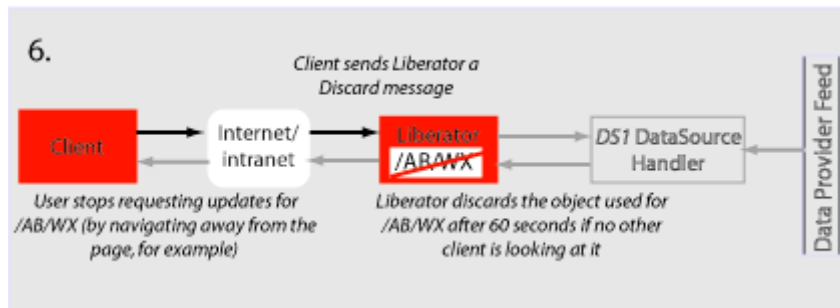 6.
Client sends Liberator a
Discard message
Client
Internet/
intranet
Liberator
/AB/WX
DS1 DataSource
Handler
Data Provider Feed
User stops requesting updates for
/AB/WX (by navigating away from the
page, for example)
Liberator discards the object used for
/AB/WX after 60 seconds if no other
client is looking at it